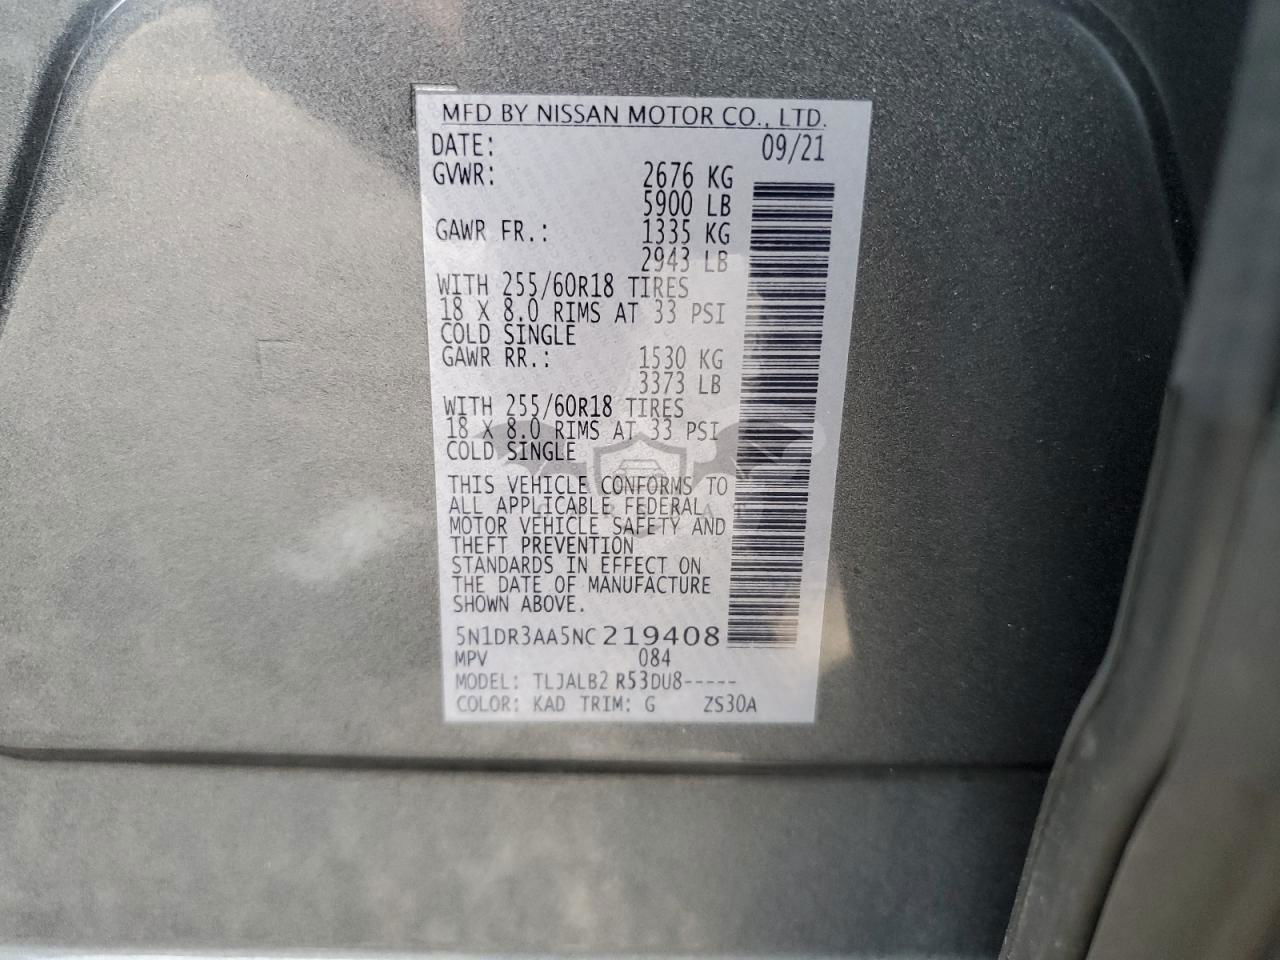 MFD BY NISSAN MOTOR CO., LTD.
DATE: 09/21
GVWR: 2676 KG
5900 LB
GAWR FR.: 1335 KG
2943 LB
WITH 255/60R18 TIRES
18 X 8.0 RIMS AT 33 PSI
COLD SINGLE
GAWR RR.: 1530 KG
3373 LB
WITH 255/60R18 TIRES
18 X 8.0 RIMS AT 33 PSI
COLD SINGLE
THIS VEHICLE CONFORMS TO
ALL APPLICABLE FEDERAL
MOTOR VEHICLE SAFETY AND
THEFT PREVENTION
STANDARDS IN EFFECT ON
THE DATE OF MANUFACTURE
SHOWN ABOVE.
5N1DR3AA5NC219408
MPV 084
MODEL: TLJALB2 R53DU8-----
COLOR: KAD TRIM: G ZS30A